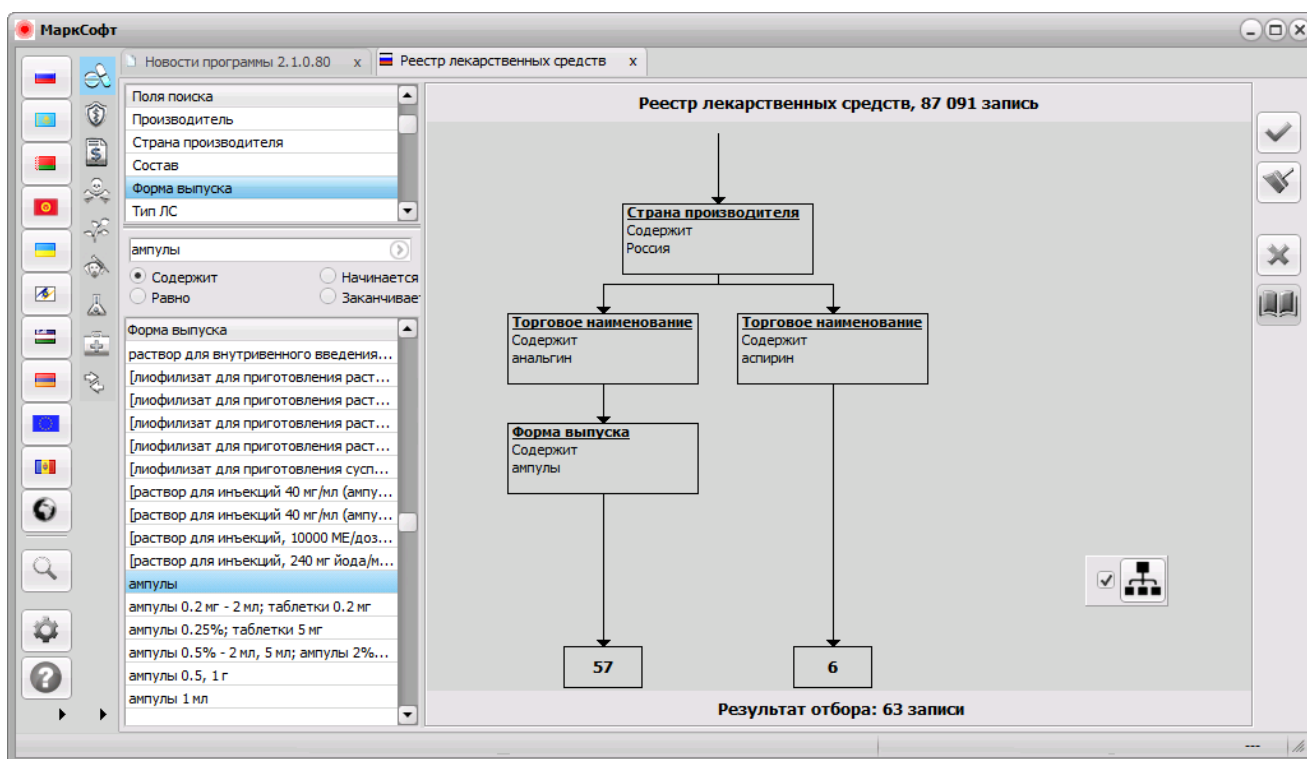 МаркСофт
Новости программы 2.1.0.80 x
Реестр лекарственных средств x
Поля поиска
Производитель
Страна производителя
Состав
Форма выпуска
Тип ЛС
ампулы
Содержит
Начинается
Равно
Заканчивает
Форма выпуска
раствор для внутривенного введения...
[лиофилизат для приготовления раст...
[лиофилизат для приготовления раст...
[лиофилизат для приготовления раст...
[лиофилизат для приготовления раст...
[лиофилизат для приготовления сусп...
[раствор для инъекций 40 мг/мл (ампу...
[раствор для инъекций 40 мг/мл (ампу...
[раствор для инъекций, 10000 МЕ/доз...
[раствор для инъекций, 240 мг йода/м...
ампулы
ампулы 0.2 мг - 2 мл; таблетки 0.2 мг
ампулы 0.25%; таблетки 5 мг
ампулы 0.5% - 2 мл, 5 мл; ампулы 2%...
ампулы 0.5, 1 г
ампулы 1 мл
Реестр лекарственных средств, 87 091 запись
Страна производителя
Содержит
Россия
Торговое наименование
Содержит
анальгин
Торговое наименование
Содержит
аспирин
Форма выпуска
Содержит
ампулы
57
6
Результат отбора: 63 записи
---